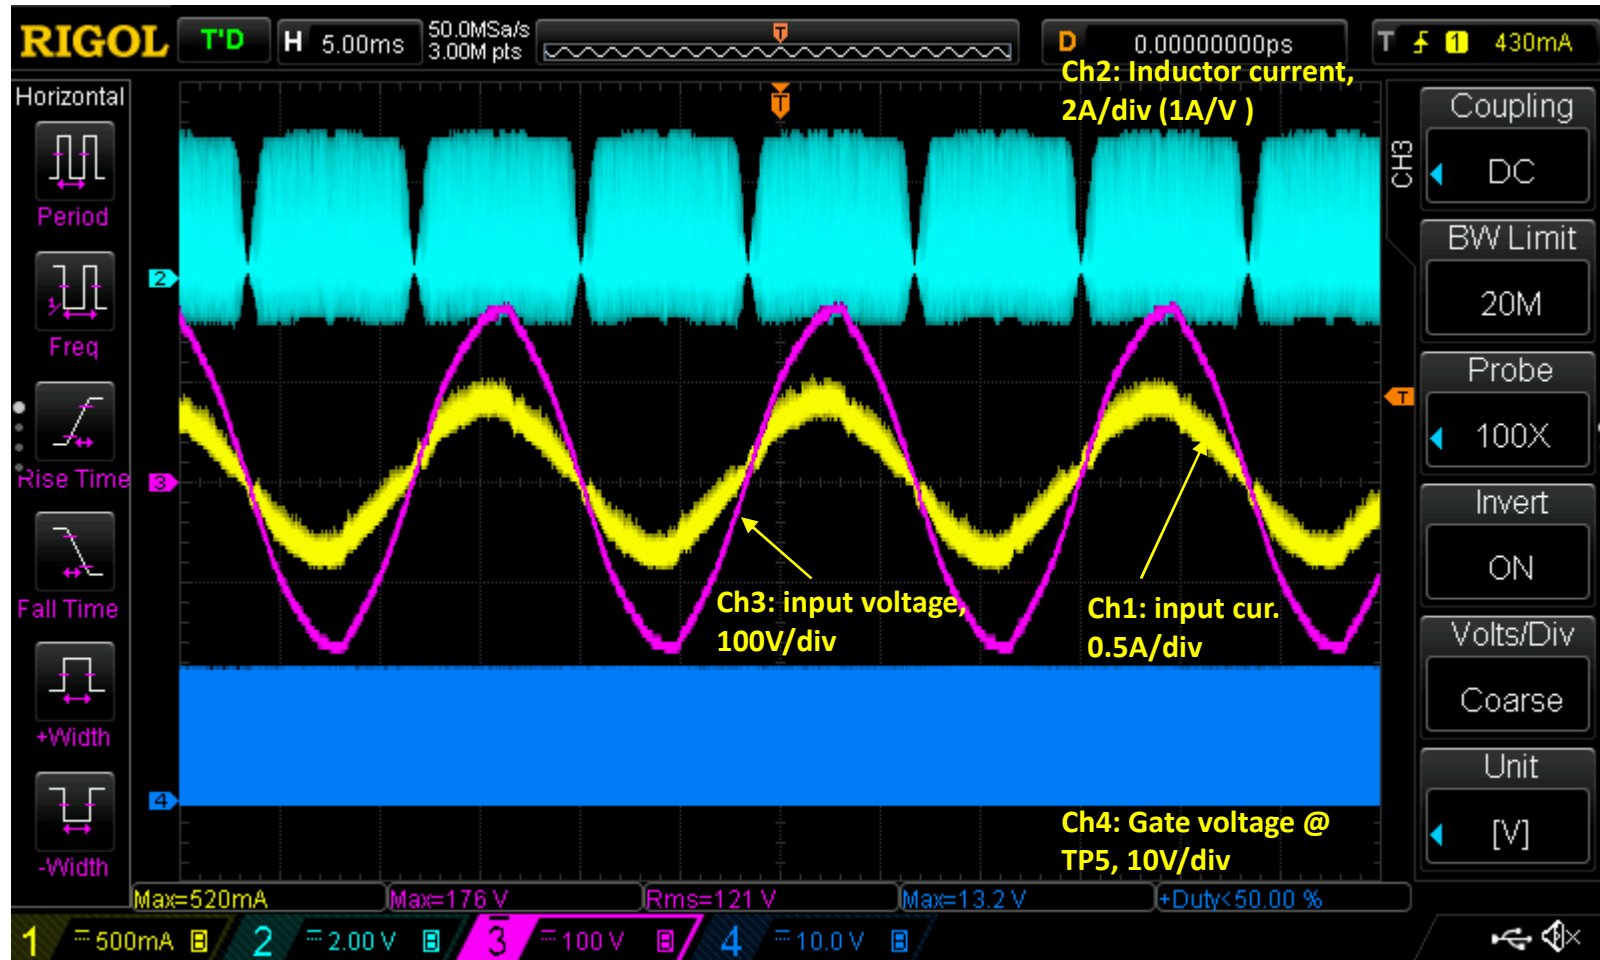 RIGOL T'D H 5.00ms 50.0MSa/s D 0.00000000ps T 1 430mA
3.00M pts
T
Ch2: Inductor current,
2A/div (1A/V )
Horizontal
T
Coupling
DC
CH3
Period
BW Limit
20M
2
Freq
Probe
100X
T
Rise Time
3
Invert
ON
Fall Time
Ch3: input voltage,
100V/div
Ch1: input cur.
0.5A/div
Volts/Div
Coarse
+Width
Unit
[V]
4
Ch4: Gate voltage @
TP5, 10V/div
-Width
Max=520mA Max=176 V Rms=121 V Max=13.2 V +Duty<50.00 %
1 500mA B 2 2.00 V B 3 100 V B 4 10.0 V B